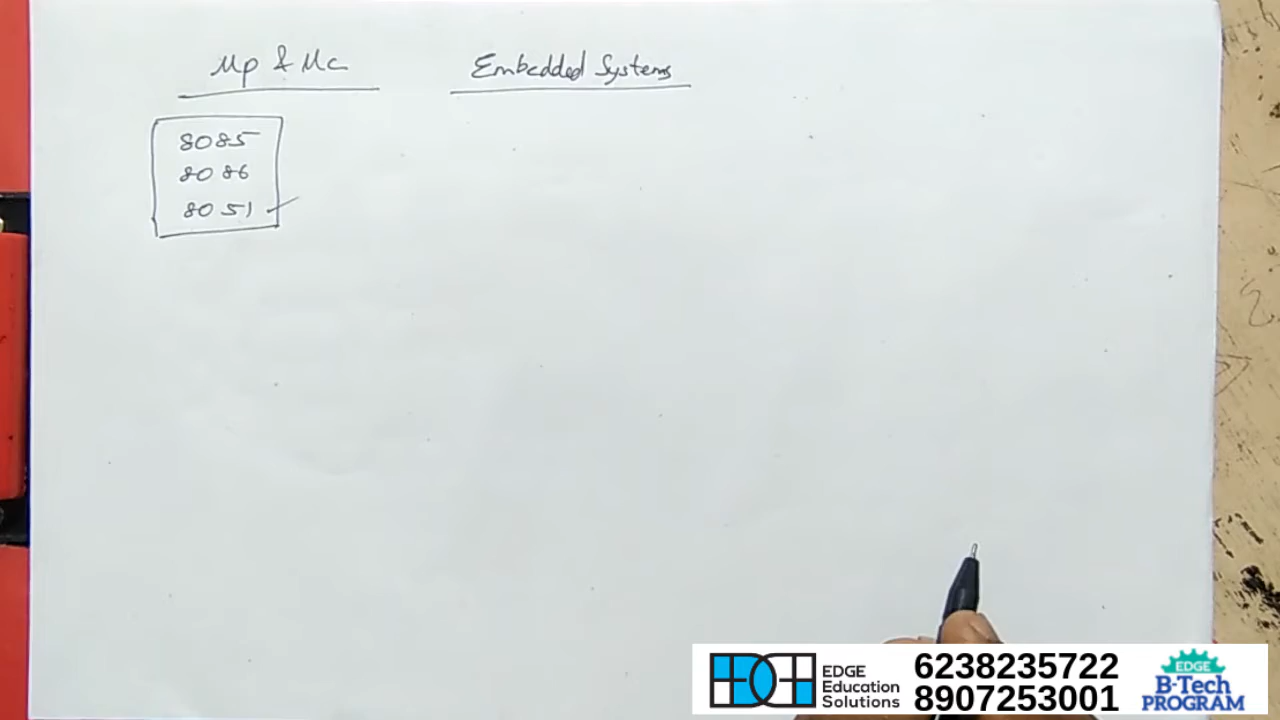 Mp & Mc
Embedded Systems
8085
8086
8051
EDGE
Education
Solutions
6238235722
8907253001
EDGE
B-Tech
PROGRAM